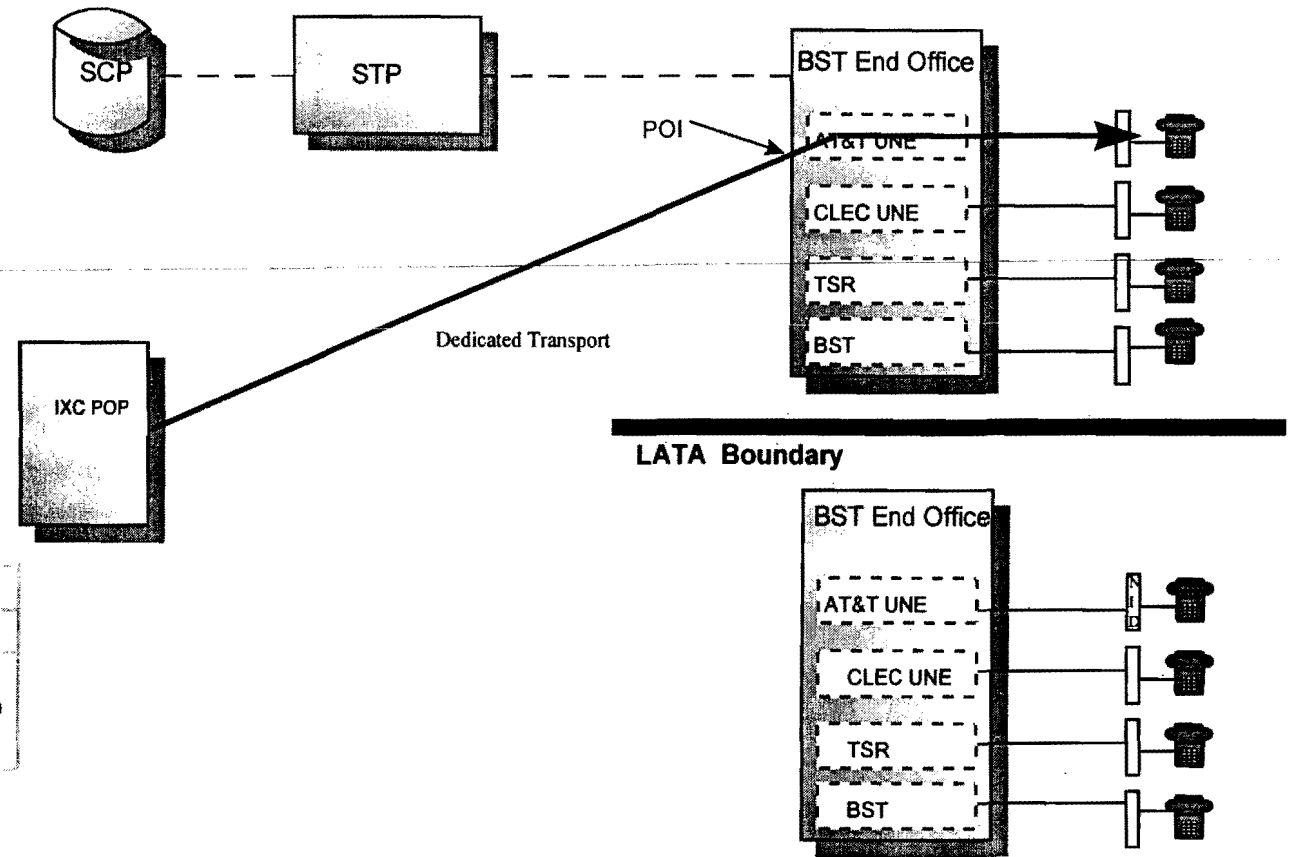 SCP
STP
BST End Office
POI
AT&T UNE
CLEC UNE
TSR
BST
Dedicated Transport
IXC POP
LATA Boundary
BST End Office
AT&T UNE
NID
CLEC UNE
TSR
BST